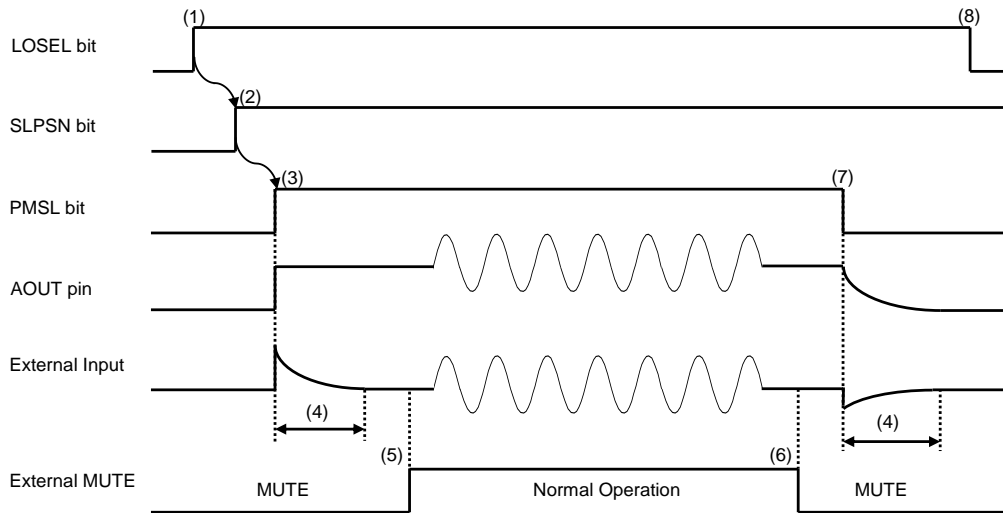 (1)
(8)
LOSEL bit
(2)
SLPSN bit
(3)
(7)
PMSL bit
AOUT pin
External Input
(4)
(4)
(5)
(6)
External MUTE
MUTE
Normal Operation
MUTE